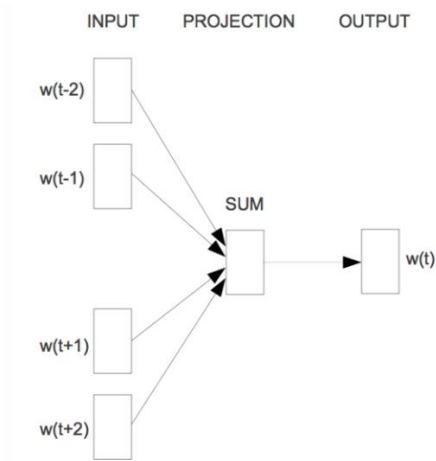 INPUT PROJECTION OUTPUT
w(t-2)
w(t-1)
SUM
w(t)
w(t+1)
w(t+2)